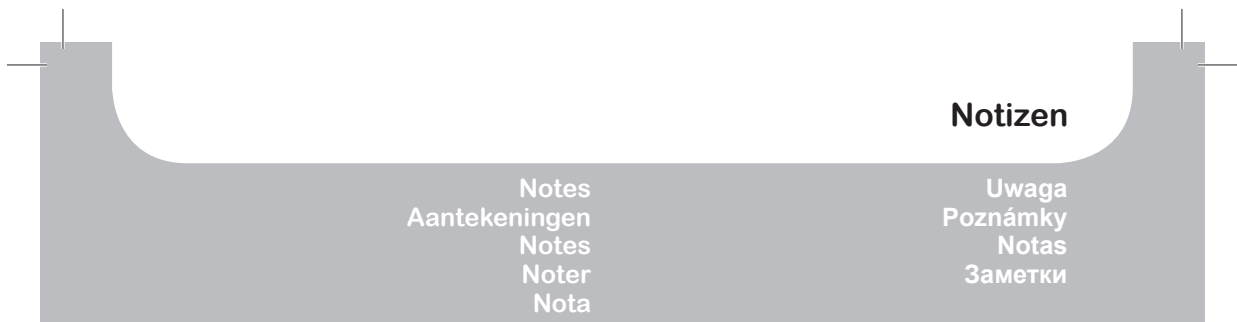 Notizen
Notes
Aantekeningen
Notes
Noter
Nota
Uwaga
Poznámky
Notas
Заметки